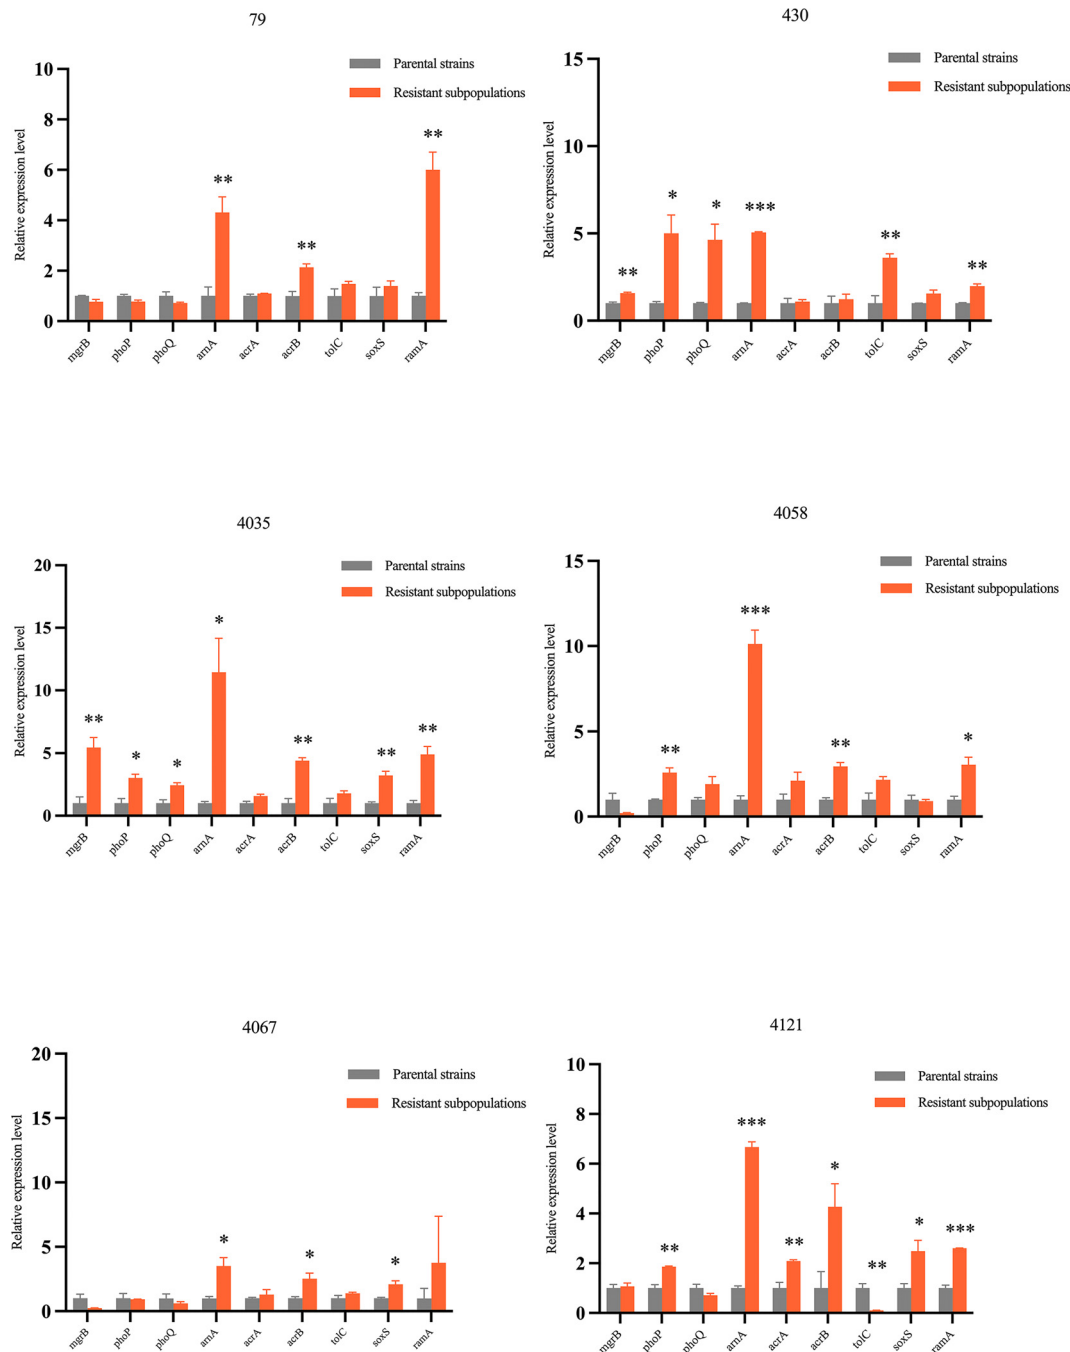 79
10
8
6
4
2
0
Relative expression level
Parental strains
Resistant subpopulations
**
**
**
mgrB phoP phoQ arnA acrA acrB tolC soxS ramA
430
15
10
5
0
Relative expression level
Parental strains
Resistant subpopulations
**
*
*
***
**
**
mgrB phoP phoQ arnA acrA acrB tolC soxS ramA
4035
20
15
10
5
0
Relative expression level
Parental strains
Resistant subpopulations
**
*
*
*
**
**
**
mgrB phoP phoQ arnA acrA acrB tolC soxS ramA
4058
15
10
5
0
Relative expression level
Parental strains
Resistant subpopulations
**
***
**
*
mgrB phoP phoQ arnA acrA acrB tolC soxS ramA
4067
20
15
10
5
0
Relative expression level
Parental strains
Resistant subpopulations
*
*
*
mgrB phoP phoQ arnA acrA acrB tolC soxS ramA
4121
10
8
6
4
2
0
Relative expression level
Parental strains
Resistant subpopulations
**
***
**
*
**
*
***
mgrB phoP phoQ arnA acrA acrB tolC soxS ramA